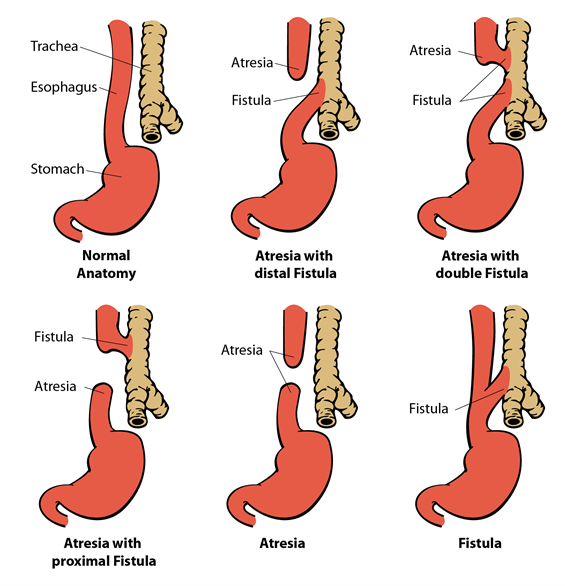 Trachea
Esophagus
Stomach
Normal
Anatomy
Atresia
Fistula
Atresia with
distal Fistula
Atresia
Fistula
Atresia with
double Fistula
Fistula
Atresia
Atresia with
proximal Fistula
Atresia
Atresia
Fistula
Fistula